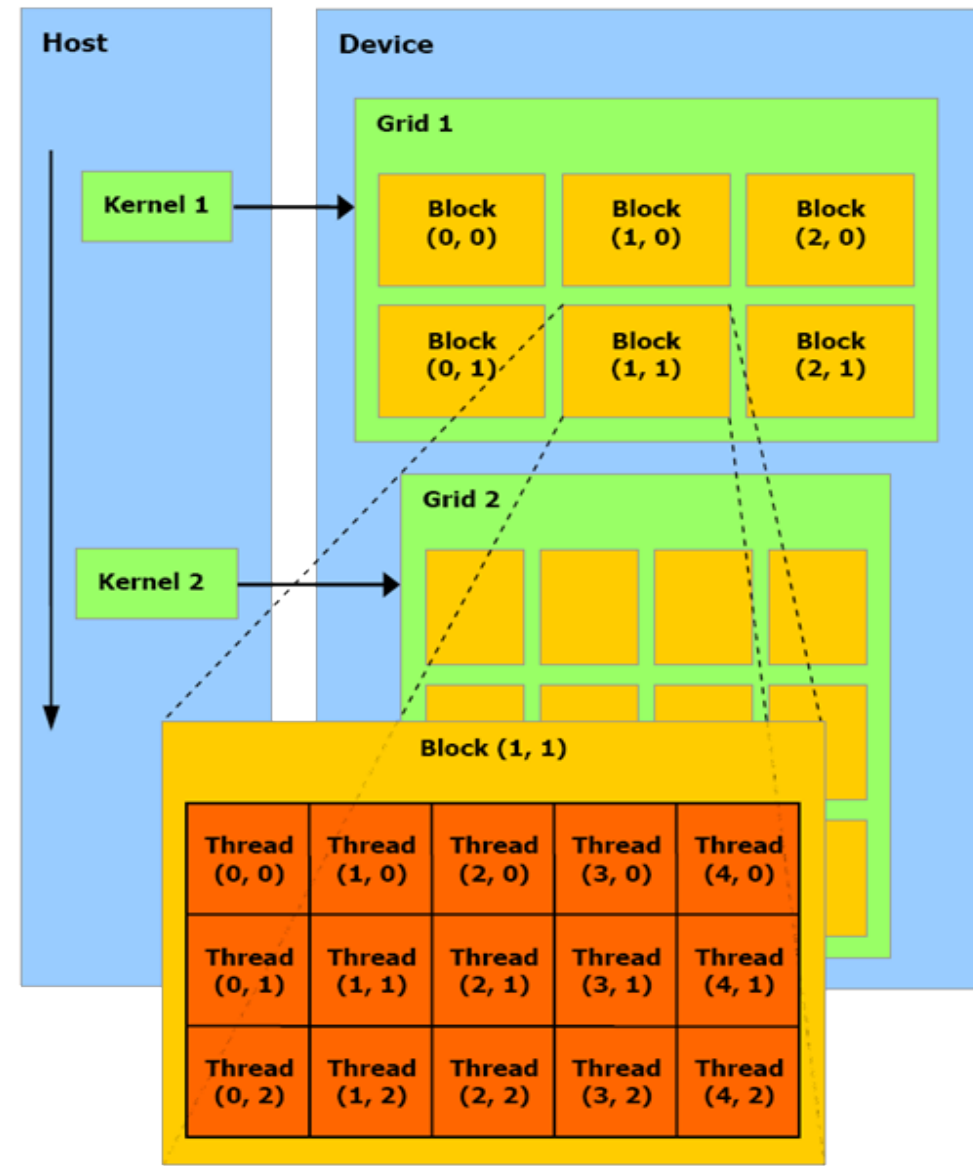 Host
Device
Grid 1
Kernel 1
Block
(0, 0)
Block
(1, 0)
Block
(2, 0)
Block
(0, 1)
Block
(1, 1)
Block
(2, 1)
Grid 2
Kernel 2
Block (1, 1)
Thread
(0, 0)
Thread
(1, 0)
Thread
(2, 0)
Thread
(3, 0)
Thread
(4, 0)
Thread
(0, 1)
Thread
(1, 1)
Thread
(2, 1)
Thread
(3, 1)
Thread
(4, 1)
Thread
(0, 2)
Thread
(1, 2)
Thread
(2, 2)
Thread
(3, 2)
Thread
(4, 2)